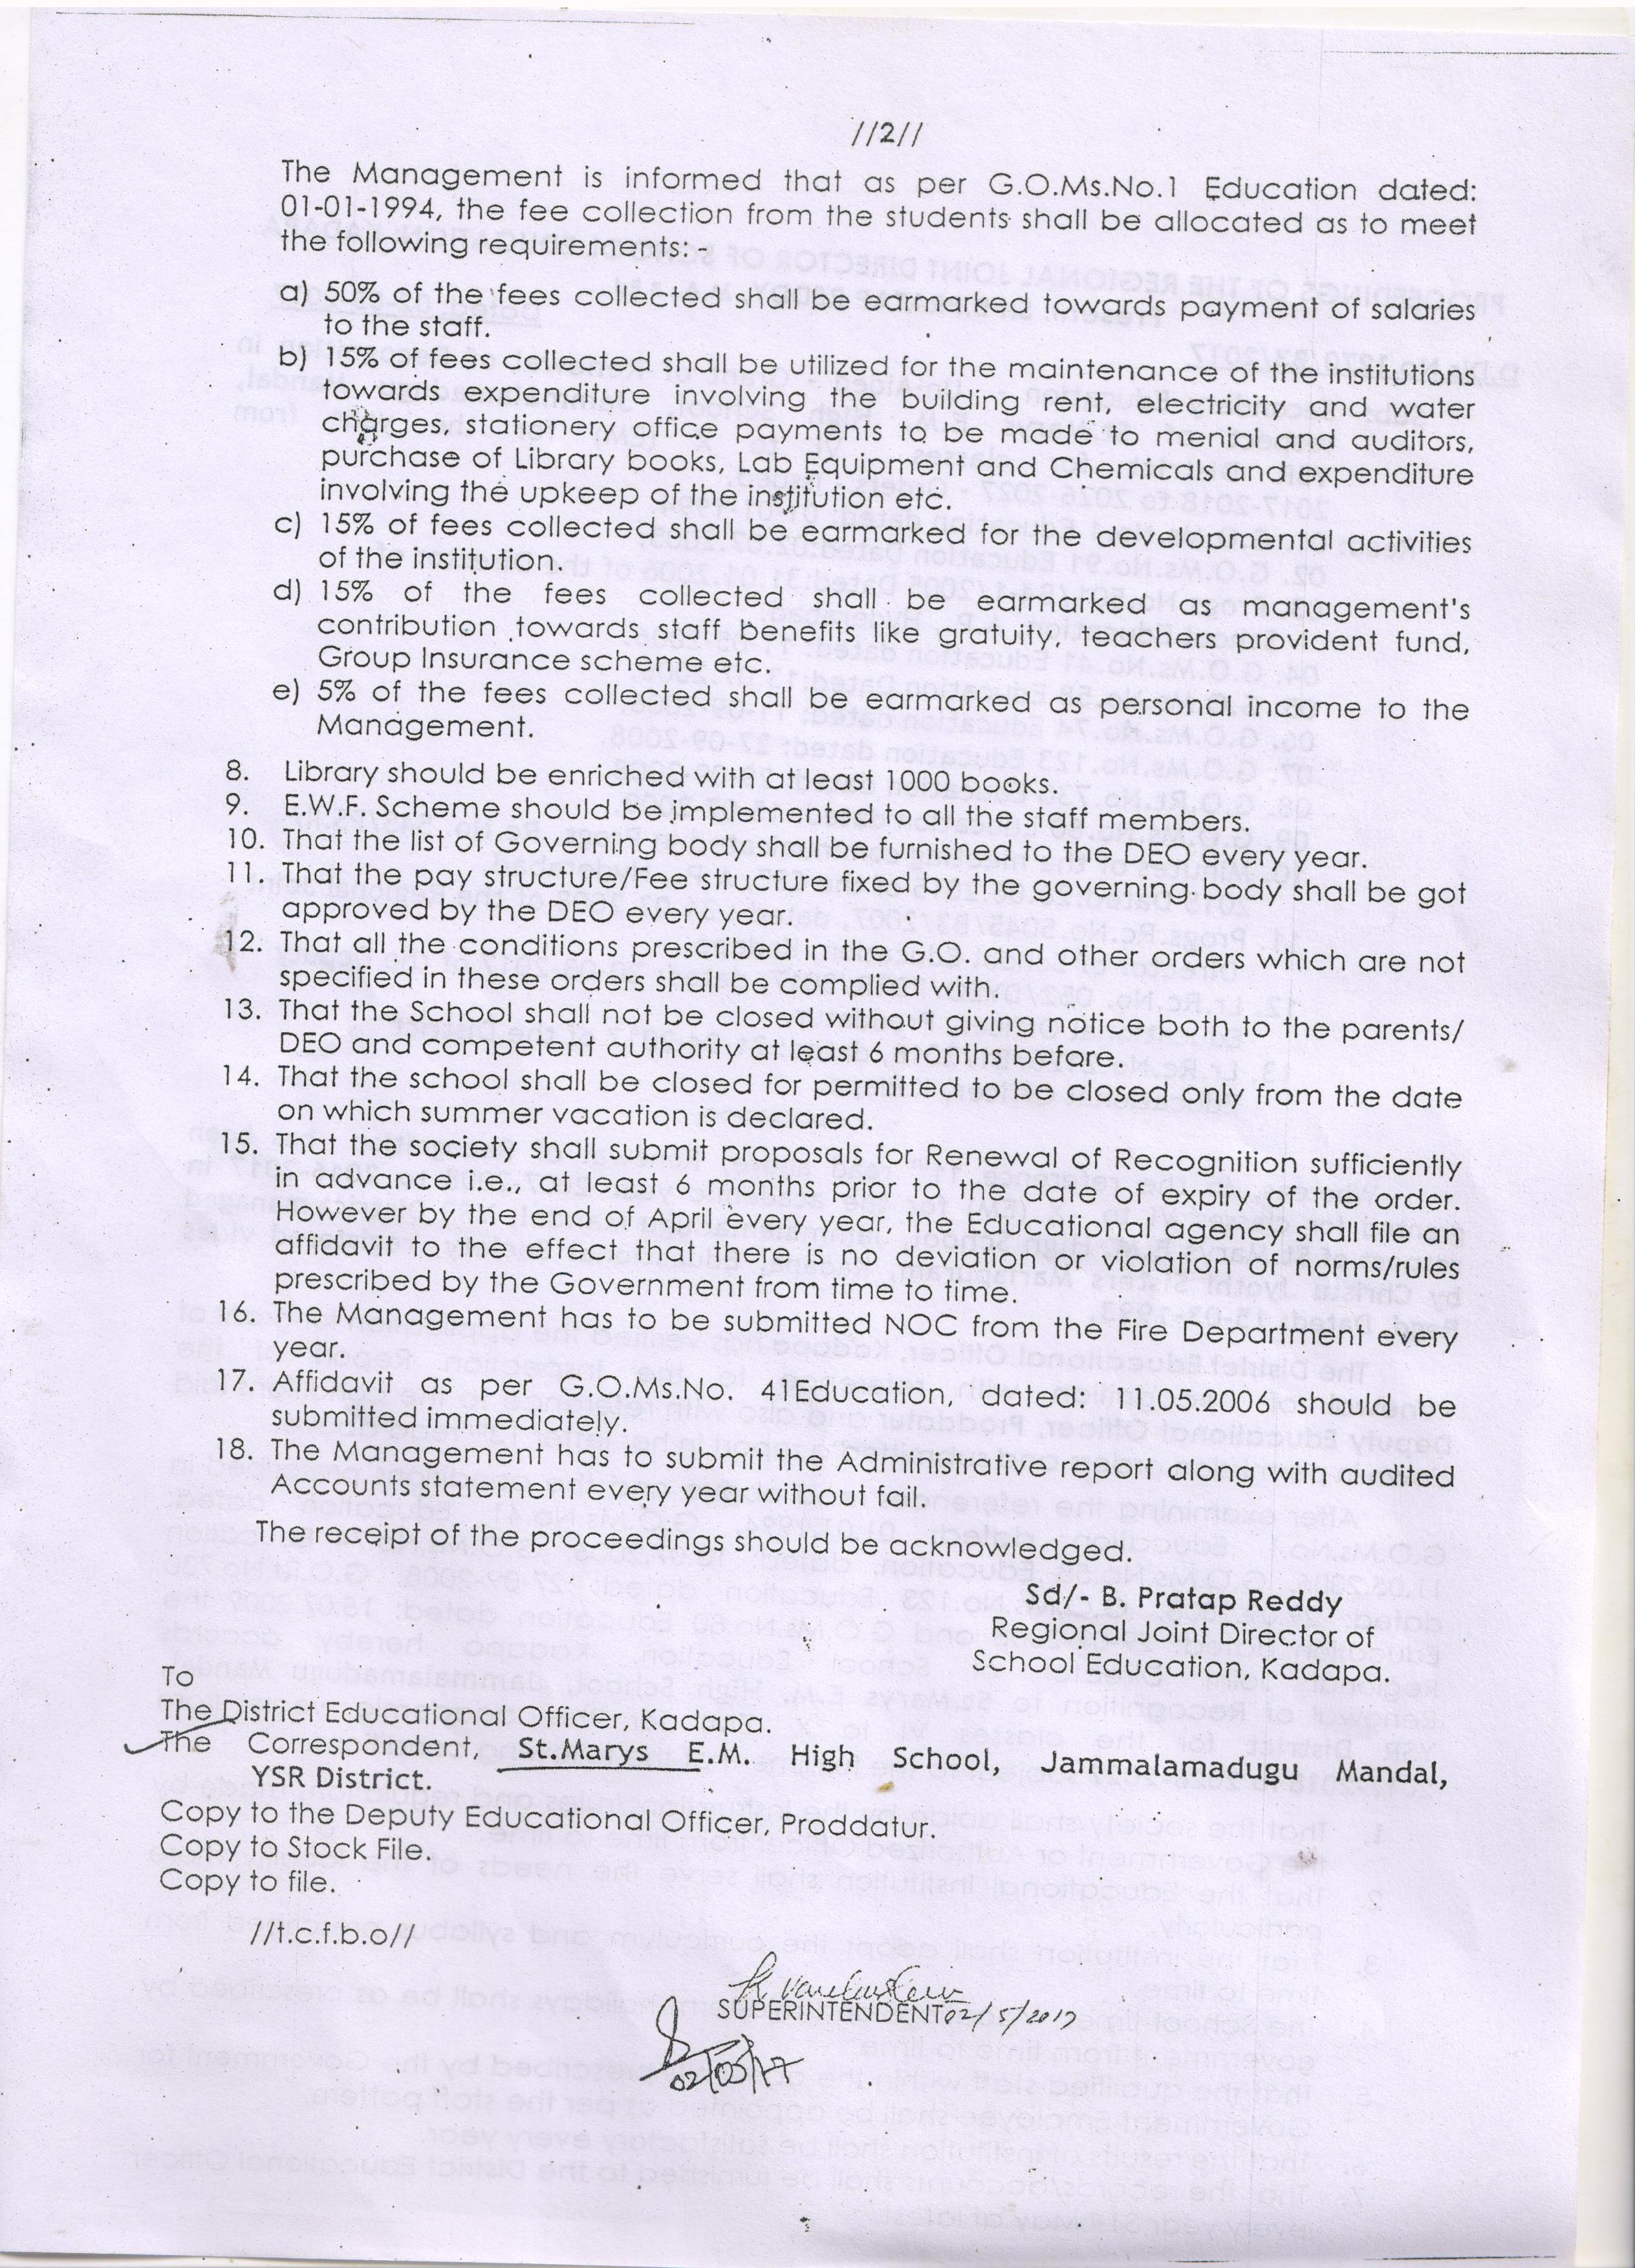 //2//
The Management is informed that as per G.O.Ms.No.1 Education dated:
01-01-1994, the fee collection from the students shall be allocated as to meet
the following requirements: -
a) 50% of the fees collected shall be earmarked towards payment of salaries
to the staff.
b) 15% of fees collected shall be utilized for the maintenance of the institutions
towards expenditure involving the building rent, electricity and water
charges, stationery office payments to be made to menial and auditors,
purchase of Library books, Lab Equipment and Chemicals and expenditure
involving the upkeep of the institution etc.
c) 15% of fees collected shall be earmarked for the developmental activities
of the institution.
d) 15% of the fees collected shall be earmarked as management's
contribution towards staff benefits like gratuity, teachers provident fund,
Group Insurance scheme etc.
e) 5% of the fees collected shall be earmarked as personal income to the
Management.
8. Library should be enriched with at least 1000 books.
9. E.W.F. Scheme should be implemented to all the staff members.
10. That the list of Governing body shall be furnished to the DEO every year.
11. That the pay structure/Fee structure fixed by the governing body shall be got
approved by the DEO every year.
12. That all the conditions prescribed in the G.O. and other orders which are not
specified in these orders shall be complied with.
13. That the School shall not be closed without giving notice both to the parents/
DEO and competent authority at least 6 months before.
14. That the school shall be closed for permitted to be closed only from the date
on which summer vacation is declared.
15. That the society shall submit proposals for Renewal of Recognition sufficiently
in advance i.e., at least 6 months prior to the date of expiry of the order.
However by the end of April every year, the Educational agency shall file an
affidavit to the effect that there is no deviation or violation of norms/rules
prescribed by the Government from time to time.
16. The Management has to be submitted NOC from the Fire Department every
year.
17. Affidavit as per G.O.Ms.No. 41Education, dated: 11.05.2006 should be
submitted immediately.
18. The Management has to submit the Administrative report along with audited
Accounts statement every year without fail.
The receipt of the proceedings should be acknowledged.
Sd/- B. Pratap Reddy
Regional Joint Director of
School Education, Kadapa.
To
The District Educational Officer, Kadapa.
The Correspondent, St.Marys E.M. High School, Jammalamadugu Mandal,
YSR District.
Copy to the Deputy Educational Officer, Proddatur.
Copy to Stock File.
Copy to file.
//t.c.f.b.o//
SUPERINTENDENT 02/5/2017
02/05/17